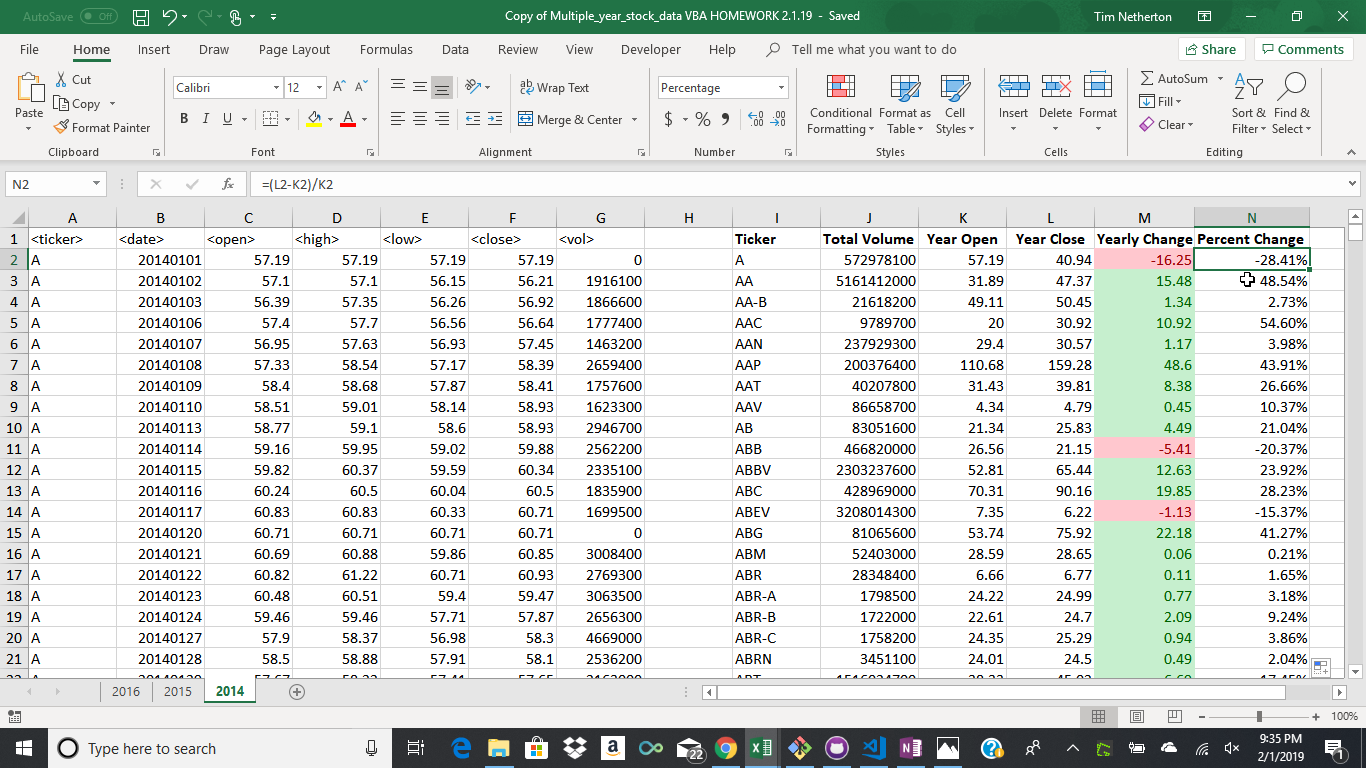 AutoSave Off Copy of Multiple_year_stock_data VBA HOMEWORK 2.1.19 - Saved Tim Netherton
File Home Insert Draw Page Layout Formulas Data Review View Developer Help Tell me what you want to do Share Comments
Paste Cut Copy Format Painter Clipboard
Calibri 12 B I U A Font
Wrap Text Merge & Center Alignment
Percentage $ % Number
Conditional Formatting Format as Table Cell Styles Styles
Insert Delete Format Cells
AutoSum Fill Clear Sort & Filter Find & Select Editing
N2 fx =(L2-K2)/K2
A B C D E F G H I J K L M N
1 <ticker> <date> <open> <high> <low> <close> <vol> Ticker Total Volume Year Open Year Close Yearly Change Percent Change
2 A 20140101 57.19 57.19 57.19 57.19 0 A 572978100 57.19 40.94 -16.25 -28.41%
3 A 20140102 57.1 57.1 56.15 56.21 1916100 AA 5161412000 31.89 47.37 15.48 48.54%
4 A 20140103 56.39 57.35 56.26 56.92 1866600 AA-B 21618200 49.11 50.45 1.34 2.73%
5 A 20140106 57.4 57.7 56.56 56.64 1777400 AAC 9789700 20 30.92 10.92 54.60%
6 A 20140107 56.95 57.63 56.93 57.45 1463200 AAN 237929300 29.4 30.57 1.17 3.98%
7 A 20140108 57.33 58.54 57.17 58.39 2659400 AAP 200376400 110.68 159.28 48.6 43.91%
8 A 20140109 58.4 58.68 57.87 58.41 1757600 AAT 40207800 31.43 39.81 8.38 26.66%
9 A 20140110 58.51 59.01 58.14 58.93 1623300 AAV 86658700 4.34 4.79 0.45 10.37%
10 A 20140113 58.77 59.1 58.6 58.93 2946700 AB 83051600 21.34 25.83 4.49 21.04%
11 A 20140114 59.16 59.95 59.02 59.88 2562200 ABB 466820000 26.56 21.15 -5.41 -20.37%
12 A 20140115 59.82 60.37 59.59 60.34 2335100 ABBV 2303237600 52.81 65.44 12.63 23.92%
13 A 20140116 60.24 60.5 60.04 60.5 1835900 ABC 428969000 70.31 90.16 19.85 28.23%
14 A 20140117 60.83 60.83 60.33 60.71 1699500 ABEV 3208014300 7.35 6.22 -1.13 -15.37%
15 A 20140120 60.71 60.71 60.71 60.71 0 ABG 81065600 53.74 75.92 22.18 41.27%
16 A 20140121 60.69 60.88 59.86 60.85 3008400 ABM 52403000 28.59 28.65 0.06 0.21%
17 A 20140122 60.82 61.22 60.71 60.93 2769300 ABR 28348400 6.66 6.77 0.11 1.65%
18 A 20140123 60.48 60.51 59.4 59.47 3063500 ABR-A 1798500 24.22 24.99 0.77 3.18%
19 A 20140124 59.46 59.46 57.71 57.87 2656300 ABR-B 1722000 22.61 24.7 2.09 9.24%
20 A 20140127 57.9 58.37 56.98 58.3 4669000 ABR-C 1758200 24.35 25.29 0.94 3.86%
21 A 20140128 58.5 58.88 57.91 58.1 2536200 ABRN 3451100 24.01 24.5 0.49 2.04%
2016 2015 2014
100%
Type here to search 22 9:35 PM
2/1/2019 1